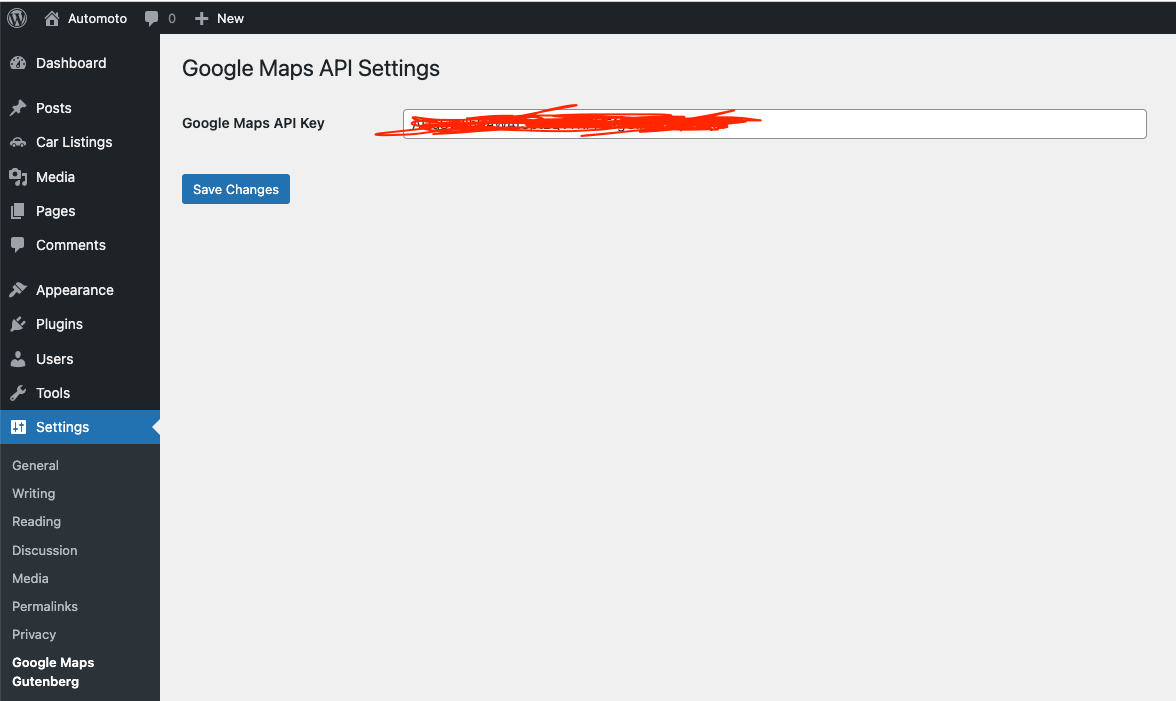 Automoto 0 New
Dashboard
Posts
Car Listings
Media
Pages
Comments
Appearance
Plugins
Users
Tools
Settings
General
Writing
Reading
Discussion
Media
Permalinks
Privacy
Google Maps
Gutenberg
Google Maps API Settings
Google Maps API Key
Save Changes